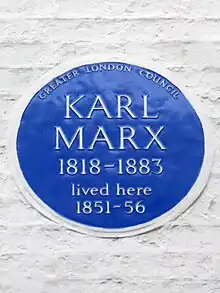 GREATER LONDON COUNCIL
KARL
MARX
1818-1883
lived here
1851-56